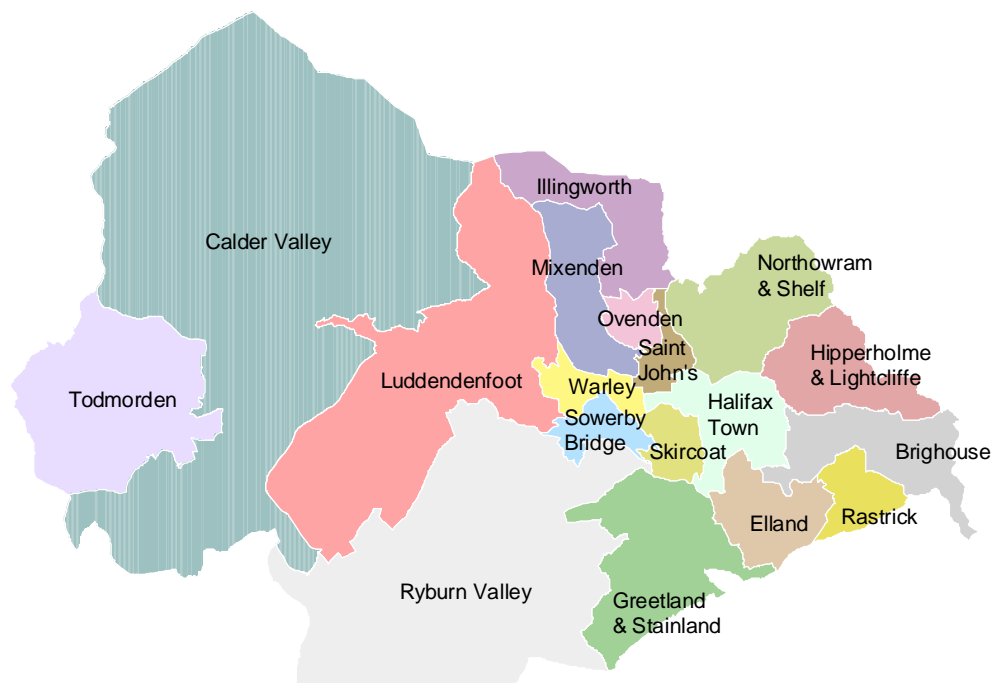 Illingworth
Calder Valley
Mixenden
Northowram
& Shelf
Ovenden
Saint
John's
Hipperholme
& Lightcliffe
Todmorden
Luddendenfoot
Warley
Halifax
Town
Sowerby
Bridge
Skircoat
Brighouse
Elland
Rastrick
Ryburn Valley
Greetland
& Stainland